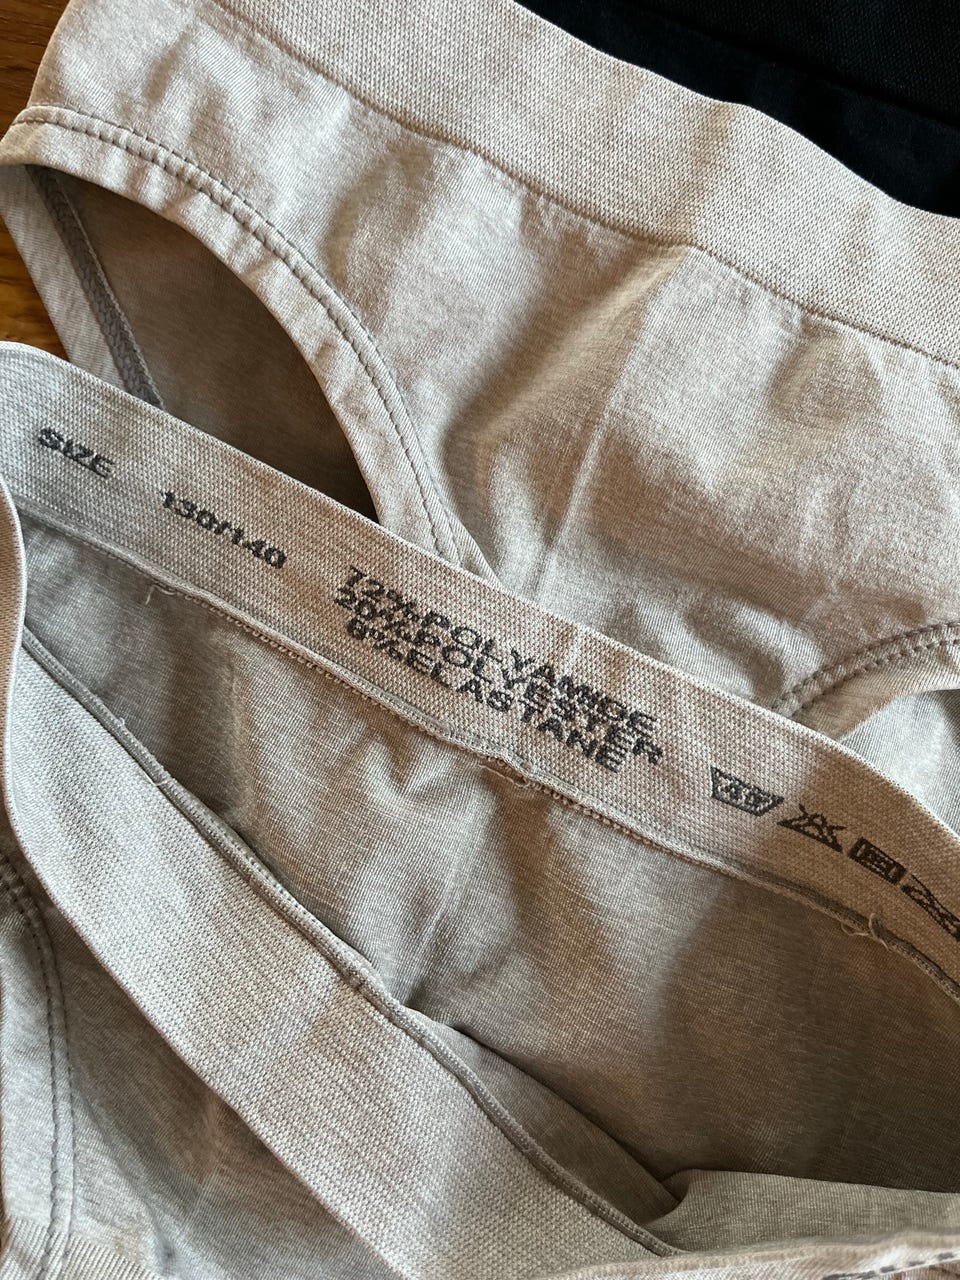 SIZE
130/140
72%POLYAMIDE
20%POLYESTER
8%ELASTANE